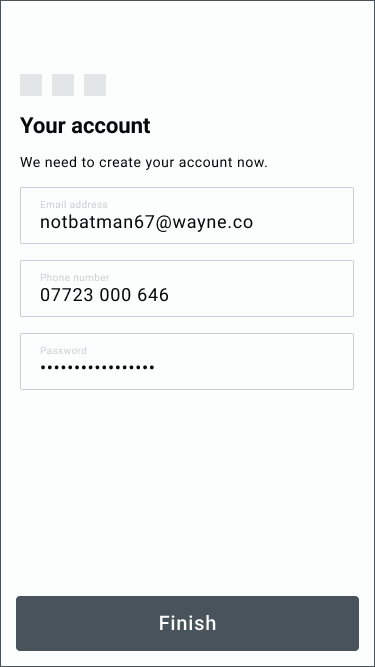 Your account
We need to create your account now.
Email address
notbatman67@wayne.co
Phone number
07723 000 646
Password
•••••••••••••••••
Finish